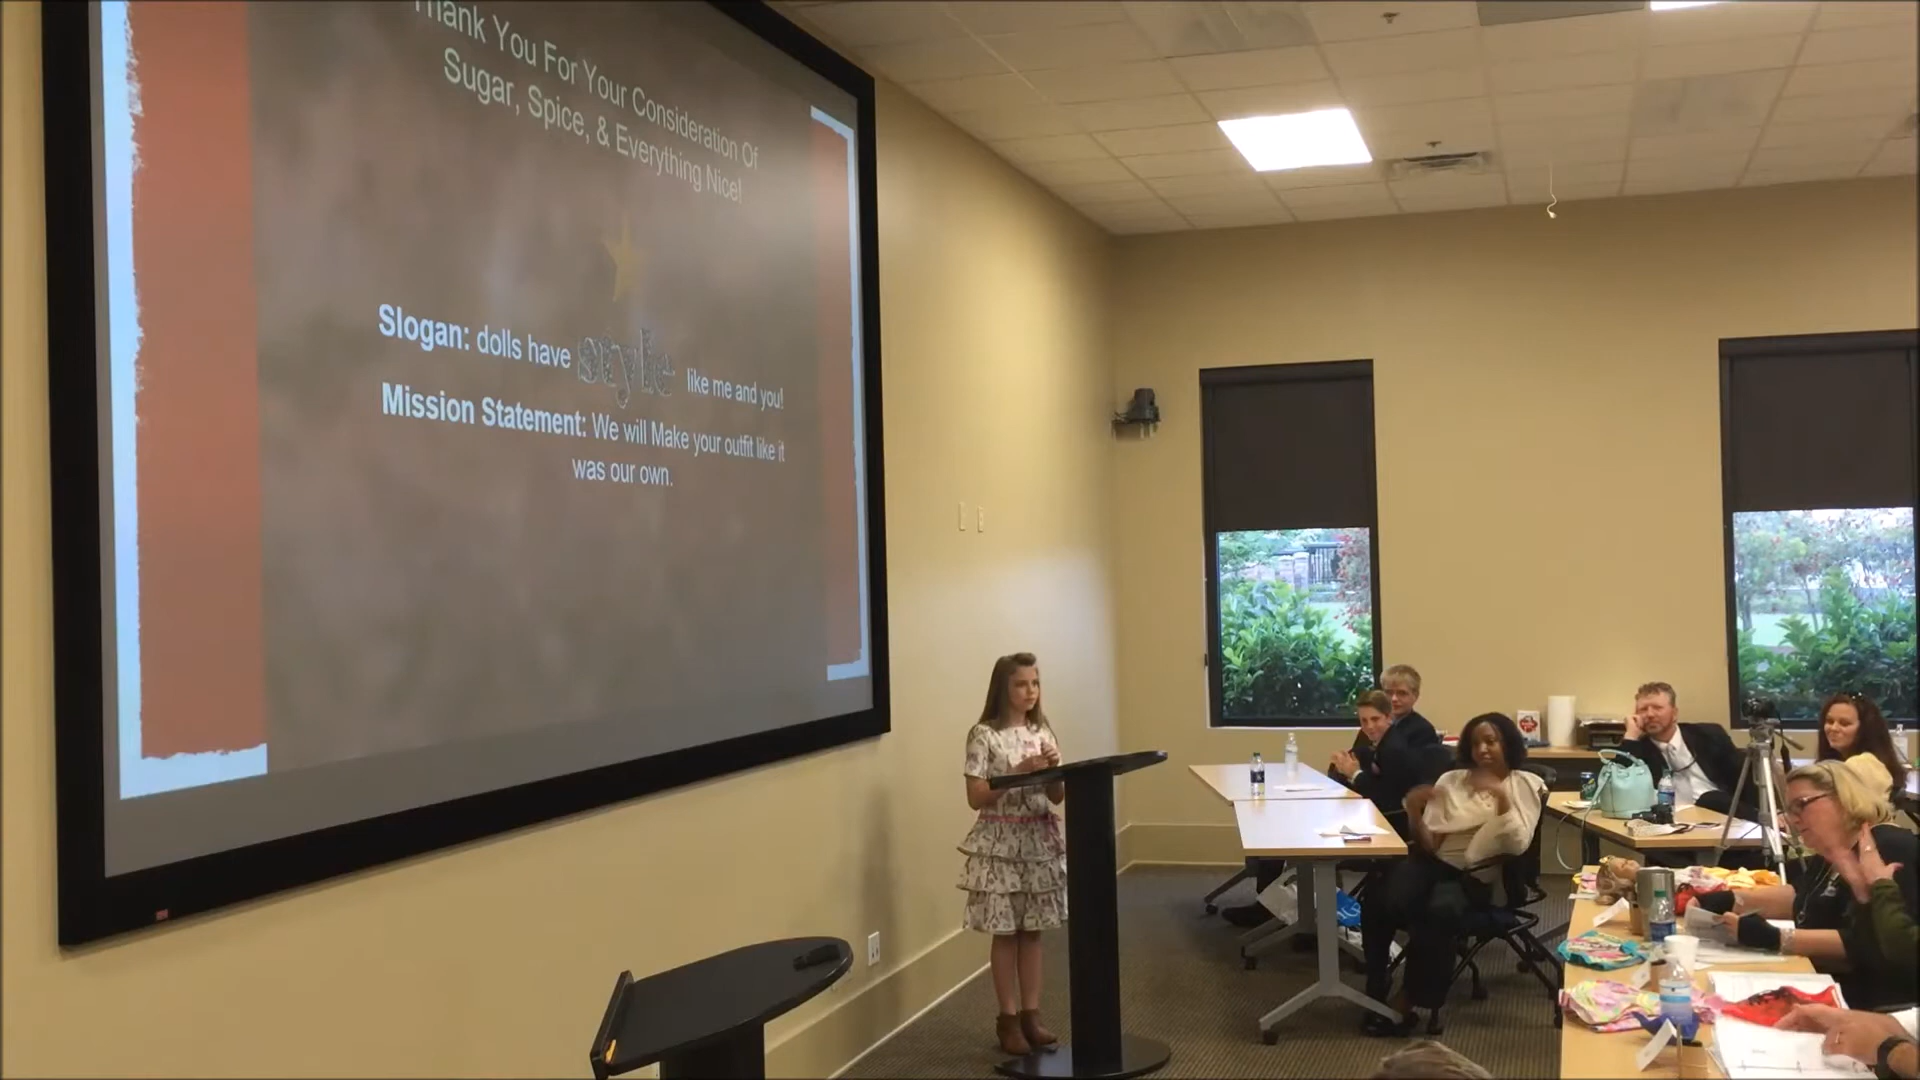 Thank You For Your Consideration Of
Sugar, Spice, & Everything Nice!
Slogan: dolls have style like me and you!
Mission Statement: We will Make your outfit like it
was our own.